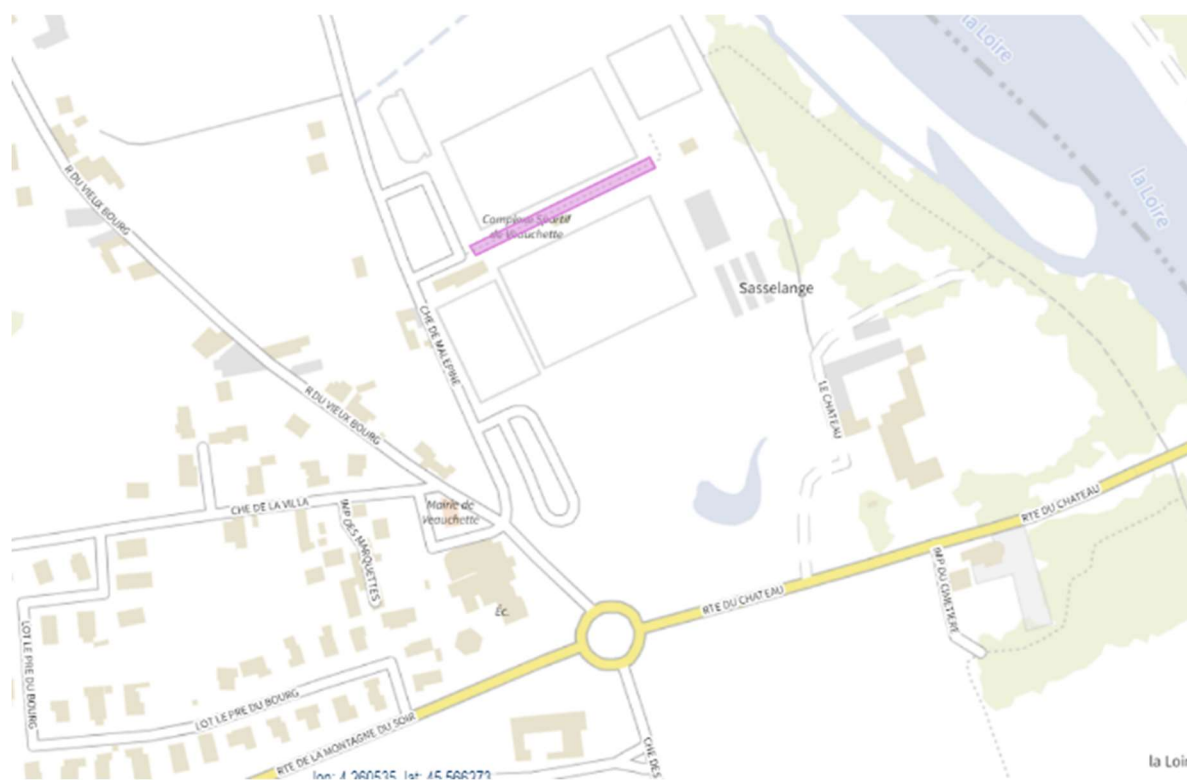 la Loire
la Loire
R DU VIEUX BOURG
Complexe Sportif
de Veauchette
Sasselange
CHE DE MALEPINE
R DU VIEUX BOURG
LE CHATEAU
Mairie de
Veauchette
CHE DE LA VILLA
IMP DES MARQUETTES
RTE DU CHATEAU
RTE DU CHATEAU
IMP DU CIMETIERE
Éc.
LOT LE PRE DU BOURG
LOT LE PRE DU BOURG
RTE DE LA MONTAGNE DU SOIR
CHE DES
la Loir
lon: 4.260535, lat: 45.566273